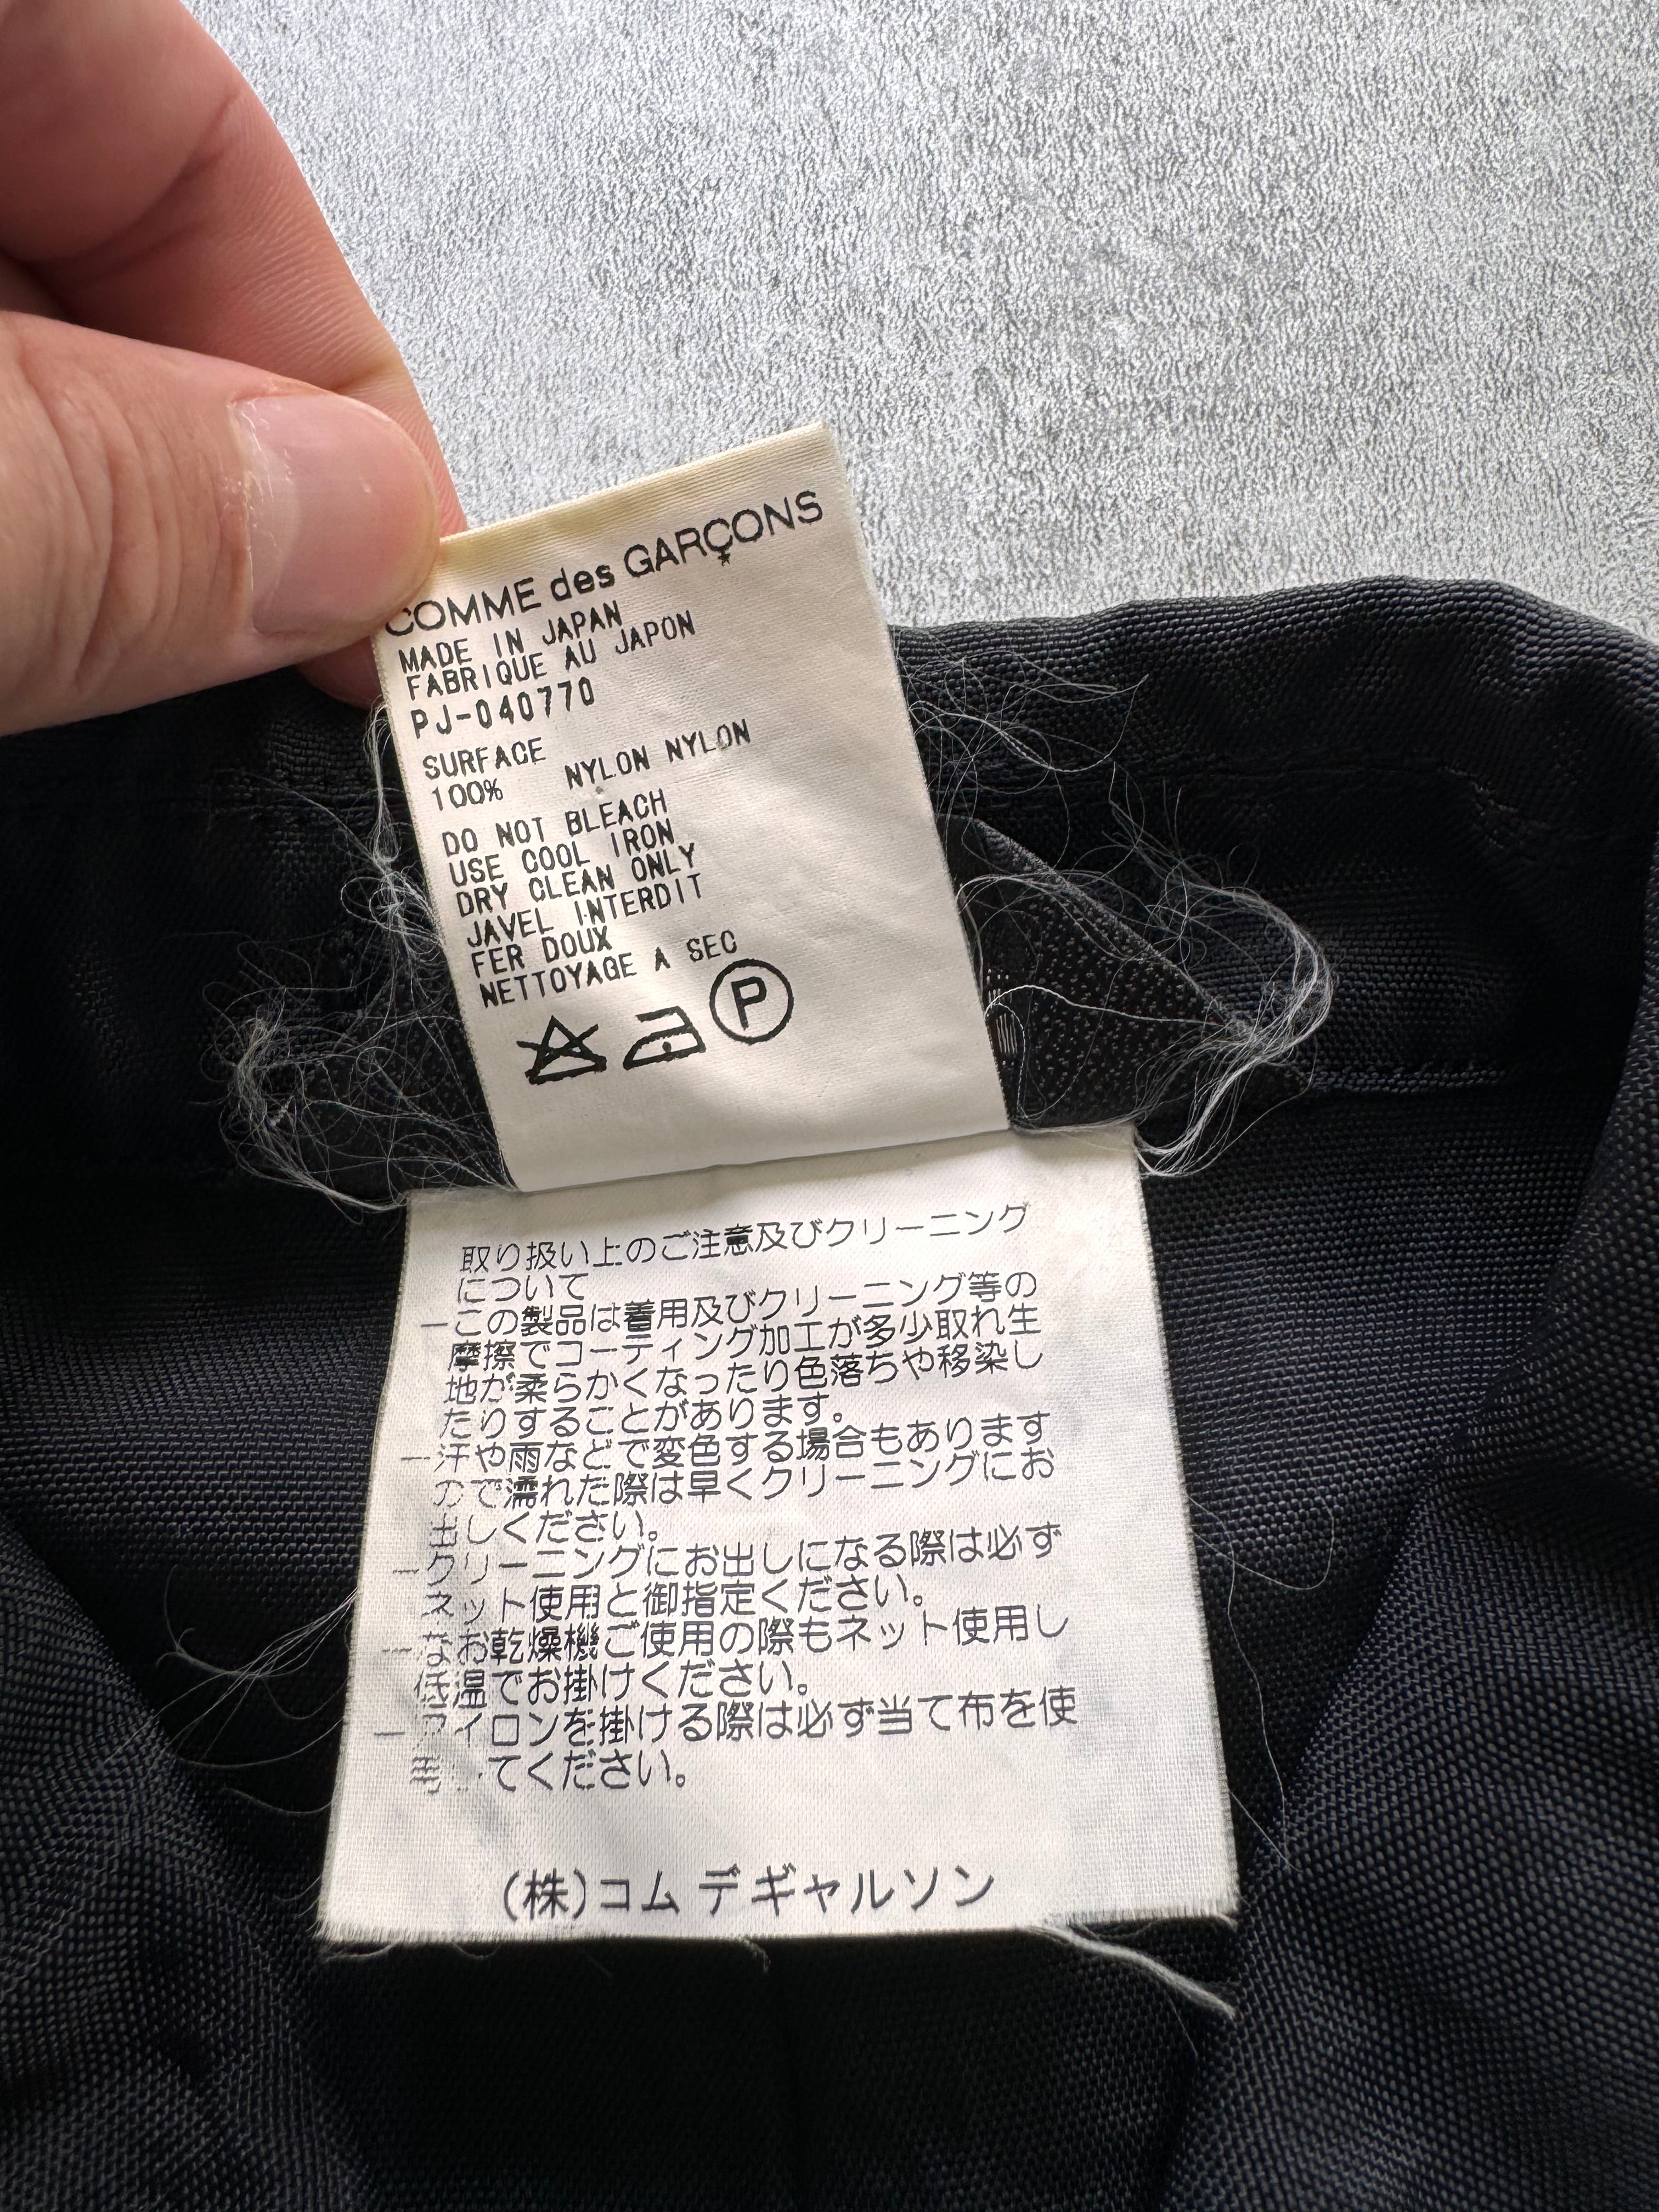 COMME des GARÇONS
MADE IN JAPAN
FABRIQUE AU JAPON
PJ-040770
SURFACE
100% NYLON NYLON
DO NOT BLEACH
USE COOL IRON
DRY CLEAN ONLY
JAVEL INTERDIT
FER DOUX
NETTOYAGE A SEC
P
取り扱い上のご注意及びクリーニング
について
ーこの製品は着用及びクリーニング等の
摩擦でコーティング加工が多少取れ生
地が柔らかくなったり色落ちや移染し
たりすることがあります。
ー汗や雨などで変色する場合もあります
ので濡れた際は早くクリーニングにお
出しください。
ークリーニングにお出しになる際は必ず
ネット使用と御指定ください。
ーなお乾燥機ご使用の際もネット使用し
低温でお掛けください。
ーアイロンを掛ける際は必ず当て布を使
てください。
(株)コム デギャルソン